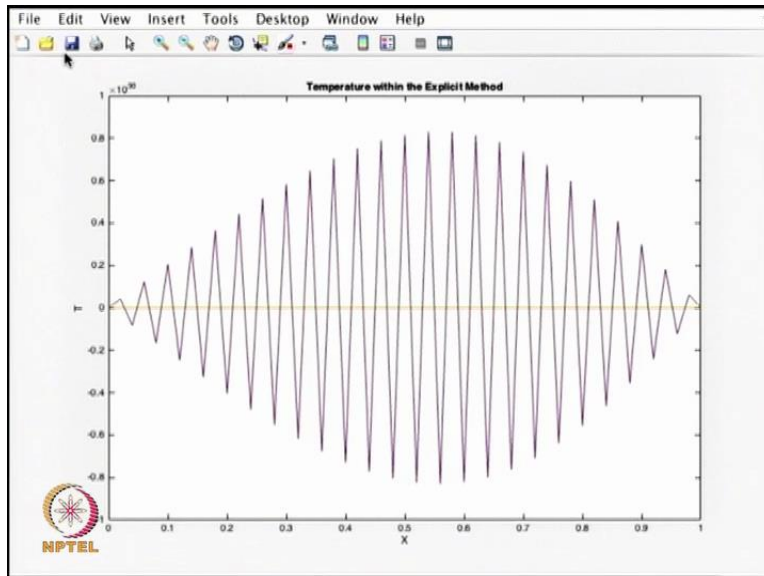 File Edit View Insert Tools Desktop Window Help
Temperature within the Explicit Method
1
0.8
0.6
0.4
0.2
0
-0.2
-0.4
-0.6
-0.8
T
0 0.1 0.2 0.3 0.4 0.5 0.6 0.7 0.8 0.9 1
X
NPTEL